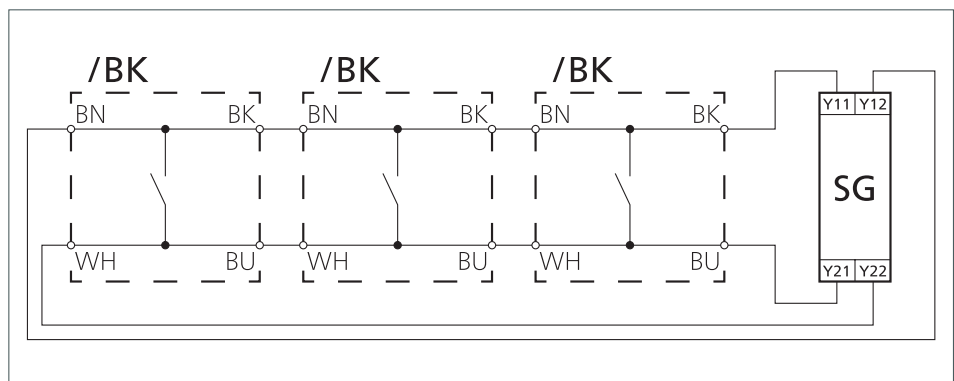 /BK /BK /BK
BN BK BN BK BN BK Y11 Y12
SG
WH BU WH BU WH BU Y21 Y22